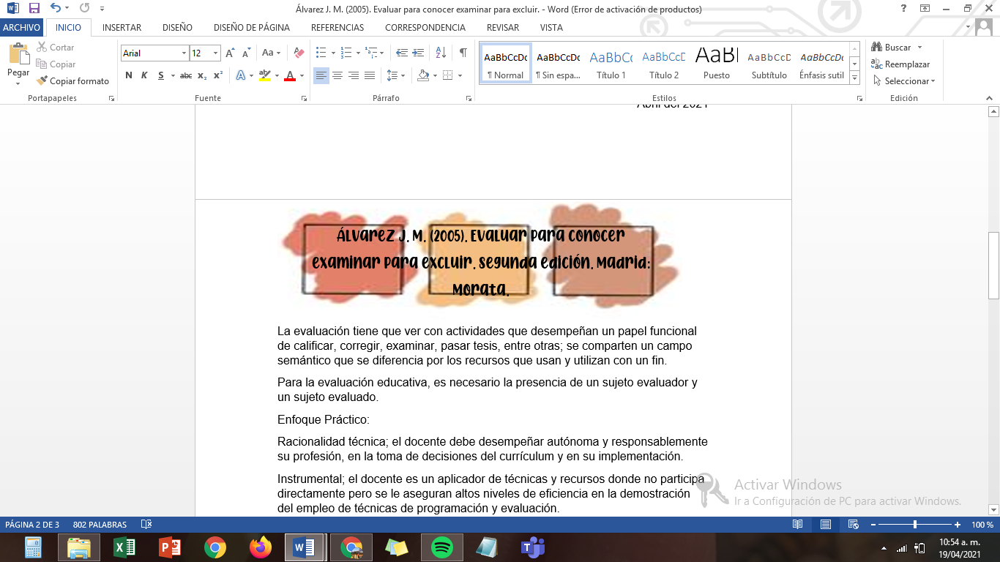 Álvarez J. M. (2005). Evaluar para conocer examinar para excluir. - Word (Error de activación de productos)
ARCHIVO INICIO INSERTAR DISEÑO DISEÑO DE PÁGINA REFERENCIAS CORRESPONDENCIA REVISAR VISTA
Pegar
Cortar
Copiar
Copiar formato
Portapapeles
Arial 12
N K S abc x₂ x²
Fuente
Párrafo
AaBbCcDc AaBbCcDc AaBbCc AaBbCcD AaBl AaBbCcD AaBbCcDc
¶ Normal ¶ Sin espa... Título 1 Título 2 Puesto Subtítulo Énfasis sutil
Estilos
Buscar
Reemplazar
Seleccionar
Edición
Abril del 2021
Álvarez J. M. (2005). Evaluar para conocer
examinar para excluir. Segunda edición. Madrid:
Morata.
La evaluación tiene que ver con actividades que desempeñan un papel funcional
de calificar, corregir, examinar, pasar tesis, entre otras; se comparten un campo
semántico que se diferencia por los recursos que usan y utilizan con un fin.
Para la evaluación educativa, es necesario la presencia de un sujeto evaluador y
un sujeto evaluado.
Enfoque Práctico:
Racionalidad técnica; el docente debe desempeñar autónoma y responsablemente
su profesión, en la toma de decisiones del currículum y en su implementación.
Instrumental; el docente es un aplicador de técnicas y recursos donde no participa
directamente pero se le aseguran altos niveles de eficiencia en la demostración
del empleo de técnicas de programación y evaluación.
Activar Windows
Ir a Configuración de PC para activar Windows.
PÁGINA 2 DE 3 802 PALABRAS 100 %
10:54 a. m.
19/04/2021